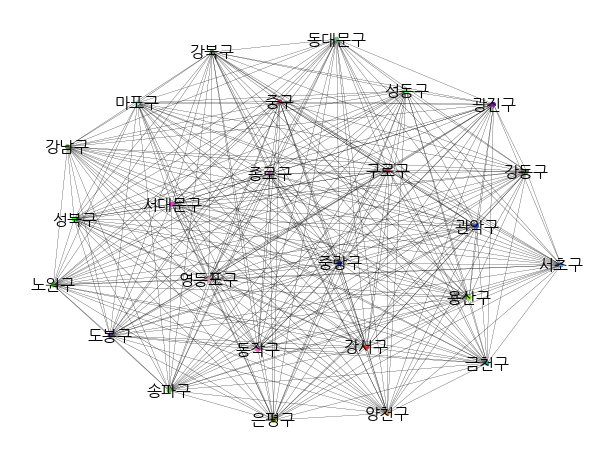 동대문구
강북구
성동구
마포구
중구
광진구
강남구
종로구
구로구
강동구
서대문구
성북구
관악구
중랑구
서초구
영등포구
노원구
용산구
도봉구
동작구
강서구
금천구
송파구
은평구
양천구